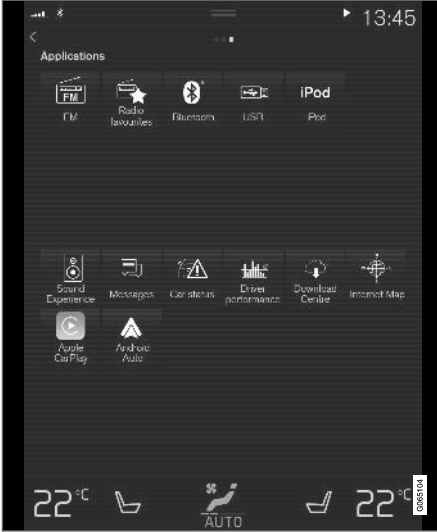 13:45
Applications
FM
iPod
FM
Radio
favourites
Bluetooth
USB
iPod
Sound
Experience
Messages
Car status
Driver
performance
Download
Centre
Internet Map
Apple
CarPlay
Android
Auto
22°C
AUTO
22°C
G065104